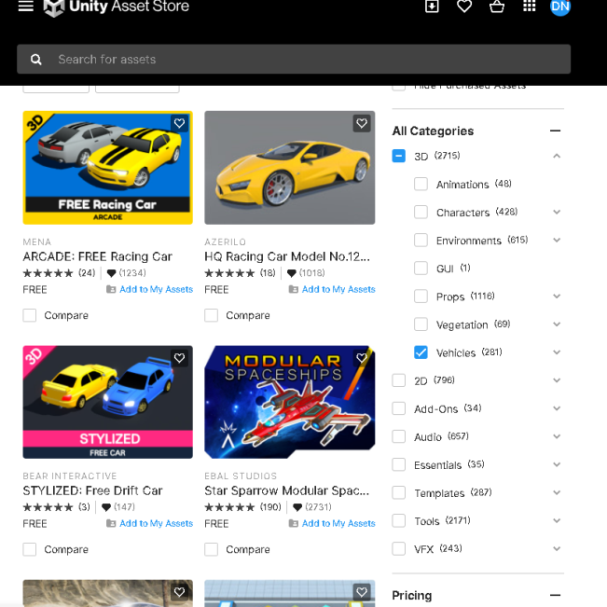 Unity Asset Store
DN
Search for assets
Hide Purchased Assets
3D
FREE Racing Car
ARCADE
MENA
ARCADE: FREE Racing Car
(24) (1234)
FREE Add to My Assets
Compare
AZERILO
HQ Racing Car Model No.12...
(18) (1018)
FREE Add to My Assets
Compare
3D
STYLIZED
FREE CAR
BEAR INTERACTIVE
STYLIZED: Free Drift Car
(3) (147)
FREE Add to My Assets
Compare
MODULAR
SPACESHIPS
EBAL STUDIOS
Star Sparrow Modular Spac...
(190) (2731)
FREE Add to My Assets
Compare
All Categories
3D (2715)
Animations (48)
Characters (428)
Environments (615)
GUI (1)
Props (1116)
Vegetation (69)
Vehicles (281)
2D (796)
Add-Ons (34)
Audio (657)
Essentials (35)
Templates (287)
Tools (2171)
VFX (243)
Pricing